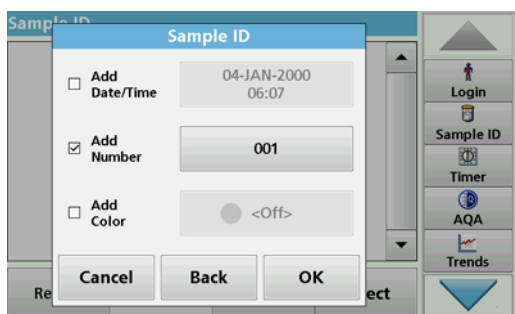 Sample ID
Sample ID
Add
Date/Time
04-JAN-2000
06:07
Add
Number
001
Add
Color
<Off>
Cancel
Back
OK
Login
Sample ID
Timer
AQA
Trends